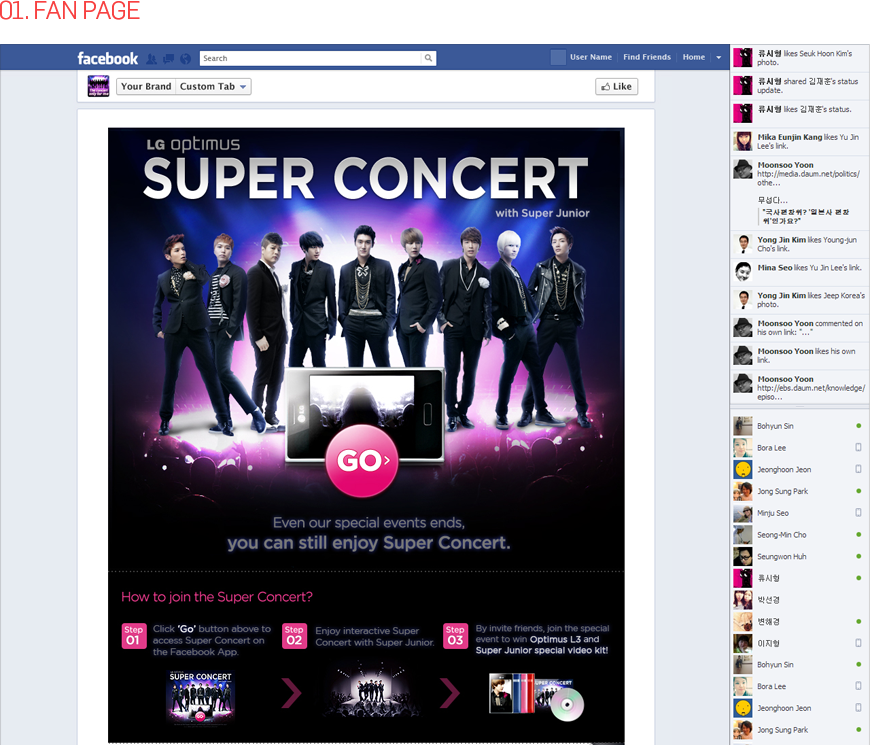 01. FAN PAGE
facebook
Search
User Name
Find Friends
Home
Your Brand
Custom Tab
Like
LG optimus
SUPER CONCERT
with Super Junior
LG
GO>
Even our special events ends,
you can still enjoy Super Concert.
How to join the Super Concert?
Step
01
Click 'Go' button above to
access Super Concert on
the Facebook App.
Step
02
Enjoy interactive Super
Concert with Super Junior.
Step
03
By invite friends, join the special
event to win Optimus L3 and
Super Junior special video kit!
SUPER CONCERT
GO
류시형 likes Seuk Hoon Kim's
photo.
류시형 shared 김재훈's status
update.
류시형 likes 김재훈's status.
Mika Eunjin Kang likes Yu Jin
Lee's link.
Moonsoo Yoon
http://media.daum.net/politics/
othe...
무섭다...
"국사편찬위? '일본사 편찬
위'인가요?"
Yong Jin Kim likes Young-jun
Cho's link.
Mina Seo likes Yu Jin Lee's link.
Yong Jin Kim likes Jeep Korea's
photo.
Moonsoo Yoon commented on
his own link: "..."
Moonsoo Yoon likes his own
link.
Moonsoo Yoon
http://ebs.daum.net/knowledge/
episo...
Bohyun Sin
Bora Lee
Jeonghoon Jeon
Jong Sung Park
Minju Seo
Seong-Min Cho
Seungwon Huh
류시형
박선경
변해경
이지형
Bohyun Sin
Bora Lee
Jeonghoon Jeon
Jong Sung Park